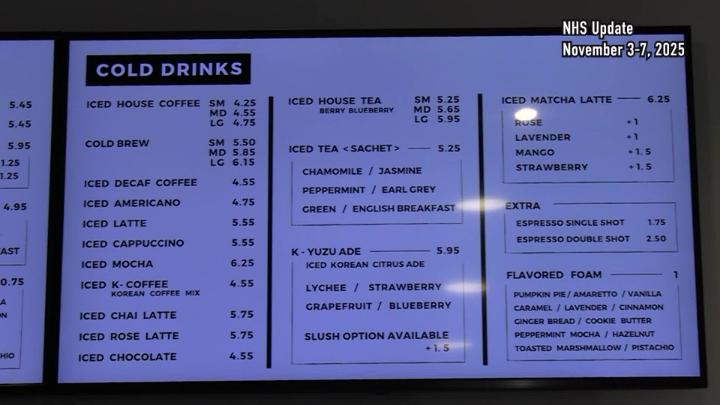 NHS Update
November 3-7, 2025
5.45
5.45
5.95
1.25
1.25
4.95
AST
0.75
A
ON
HIO
COLD DRINKS
ICED HOUSE COFFEE SM 4.25
MD 4.55
LG 4.75
COLD BREW SM 5.50
MD 5.85
LG 6.15
ICED DECAF COFFEE 4.55
ICED AMERICANO 4.75
ICED LATTE 5.55
ICED CAPPUCCINO 5.55
ICED MOCHA 6.25
ICED K-COFFEE 4.55
KOREAN COFFEE MIX
ICED CHAI LATTE 5.75
ICED ROSE LATTE 5.75
ICED CHOCOLATE 4.55
ICED HOUSE TEA SM 5.25
BERRY BLUEBERRY MD 5.65
LG 5.95
ICED TEA <SACHET> 5.25
CHAMOMILE / JASMINE
PEPPERMINT / EARL GREY
GREEN / ENGLISH BREAKFAST
K-YUZU ADE 5.95
ICED KOREAN CITRUS ADE
LYCHEE / STRAWBERRY
GRAPEFRUIT / BLUEBERRY
SLUSH OPTION AVAILABLE
+1.5
ICED MATCHA LATTE 6.25
ROSE +1
LAVENDER +1
MANGO +1.5
STRAWBERRY +1.5
EXTRA
ESPRESSO SINGLE SHOT 1.75
ESPRESSO DOUBLE SHOT 2.50
FLAVORED FOAM 1
PUMPKIN PIE / AMARETTO / VANILLA
CARAMEL / LAVENDER / CINNAMON
GINGER BREAD / COOKIE BUTTER
PEPPERMINT MOCHA / HAZELNUT
TOASTED MARSHMALLOW / PISTACHIO